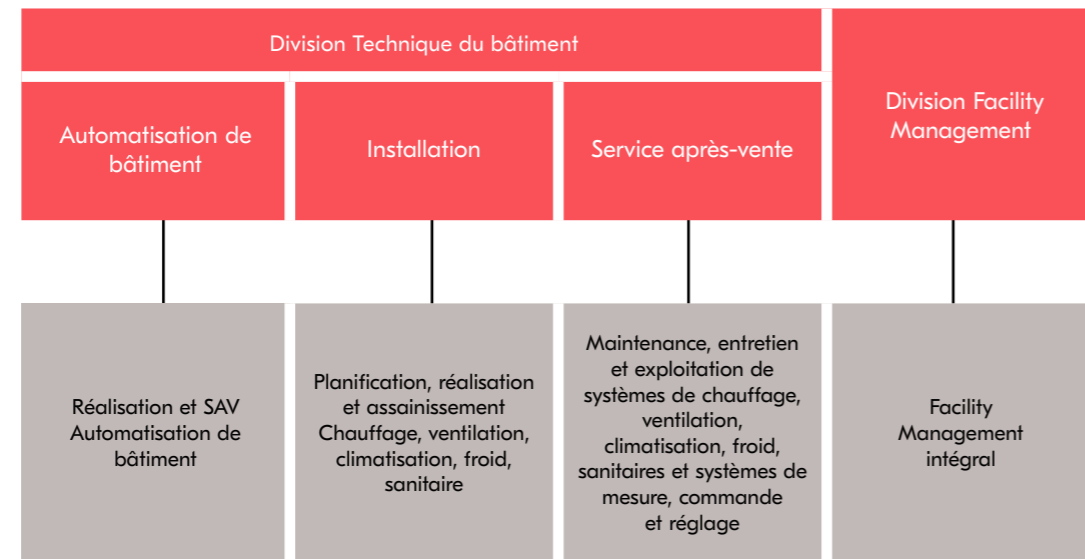 Division Technique du bâtiment
Division Facility
Management
Automatisation de
bâtiment
Installation
Service après-vente
Réalisation et SAV
Automatisation de
bâtiment
Planification, réalisation
et assainissement
Chauffage, ventilation,
climatisation, froid,
sanitaire
Maintenance, entretien
et exploitation de
systèmes de chauffage,
ventilation,
climatisation, froid,
sanitaires et systèmes de
mesure, commande
et réglage
Facility
Management
intégral